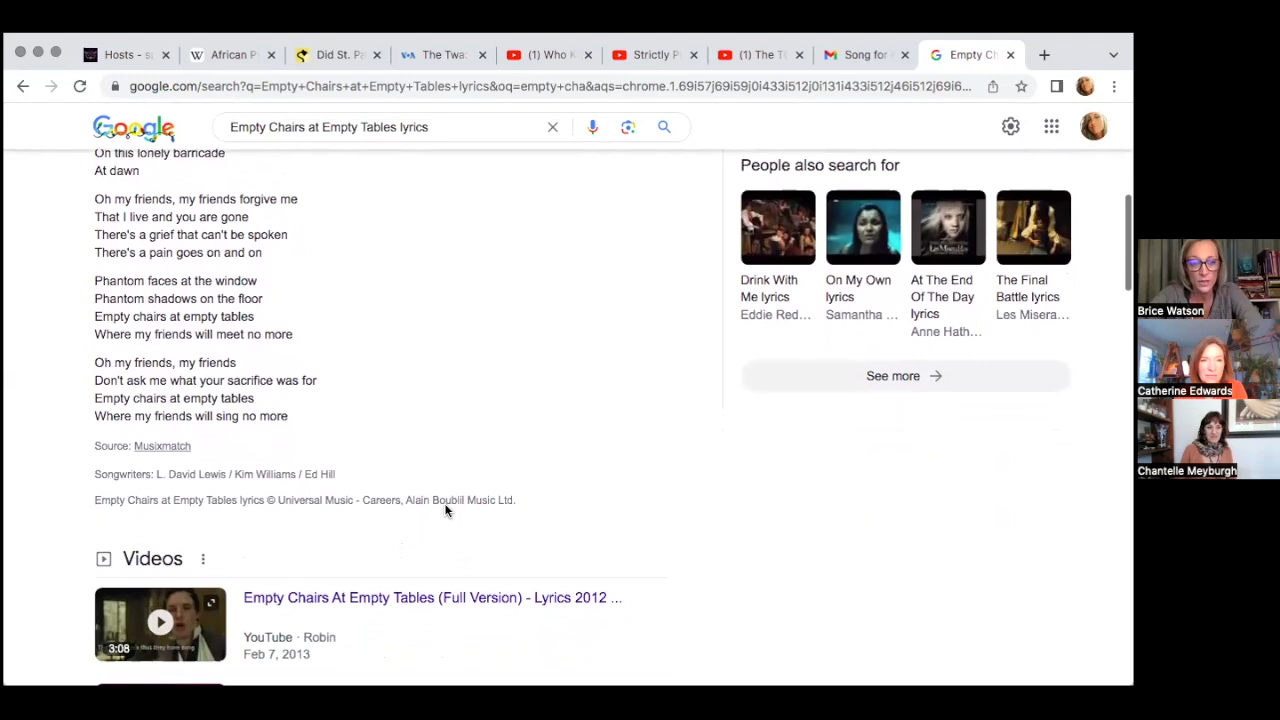 Hosts - s
African P
Did St. Pa
VOA The Twa
(1) Who K
Strictly P
(1) The Ti
Song for
Empty Ch
google.com/search?q=Empty+Chairs+at+Empty+Tables+lyrics&oq=empty+cha&aqs=chrome.1.69i57j69i59j0i433i512j0i131i433i512j46i512j69i6...
Google
Empty Chairs at Empty Tables lyrics
On this lonely barricade
At dawn
Oh my friends, my friends forgive me
That I live and you are gone
There's a grief that can't be spoken
There's a pain goes on and on
Phantom faces at the window
Phantom shadows on the floor
Empty chairs at empty tables
Where my friends will meet no more
Oh my friends, my friends
Don't ask me what your sacrifice was for
Empty chairs at empty tables
Where my friends will sing no more
Source: Musixmatch
Songwriters: L. David Lewis / Kim Williams / Ed Hill
Empty Chairs at Empty Tables lyrics © Universal Music - Careers, Alain Boublil Music Ltd.
Videos
3:08
Empty Chairs At Empty Tables (Full Version) - Lyrics 2012 ...
YouTube · Robin
Feb 7, 2013
People also search for
Drink With
Me lyrics
Eddie Red...
On My Own
lyrics
Samantha ...
At The End
Of The Day
lyrics
Anne Hath...
The Final
Battle lyrics
Les Misera...
See more
Brice Watson
Catherine Edwards
Chantelle Meyburgh